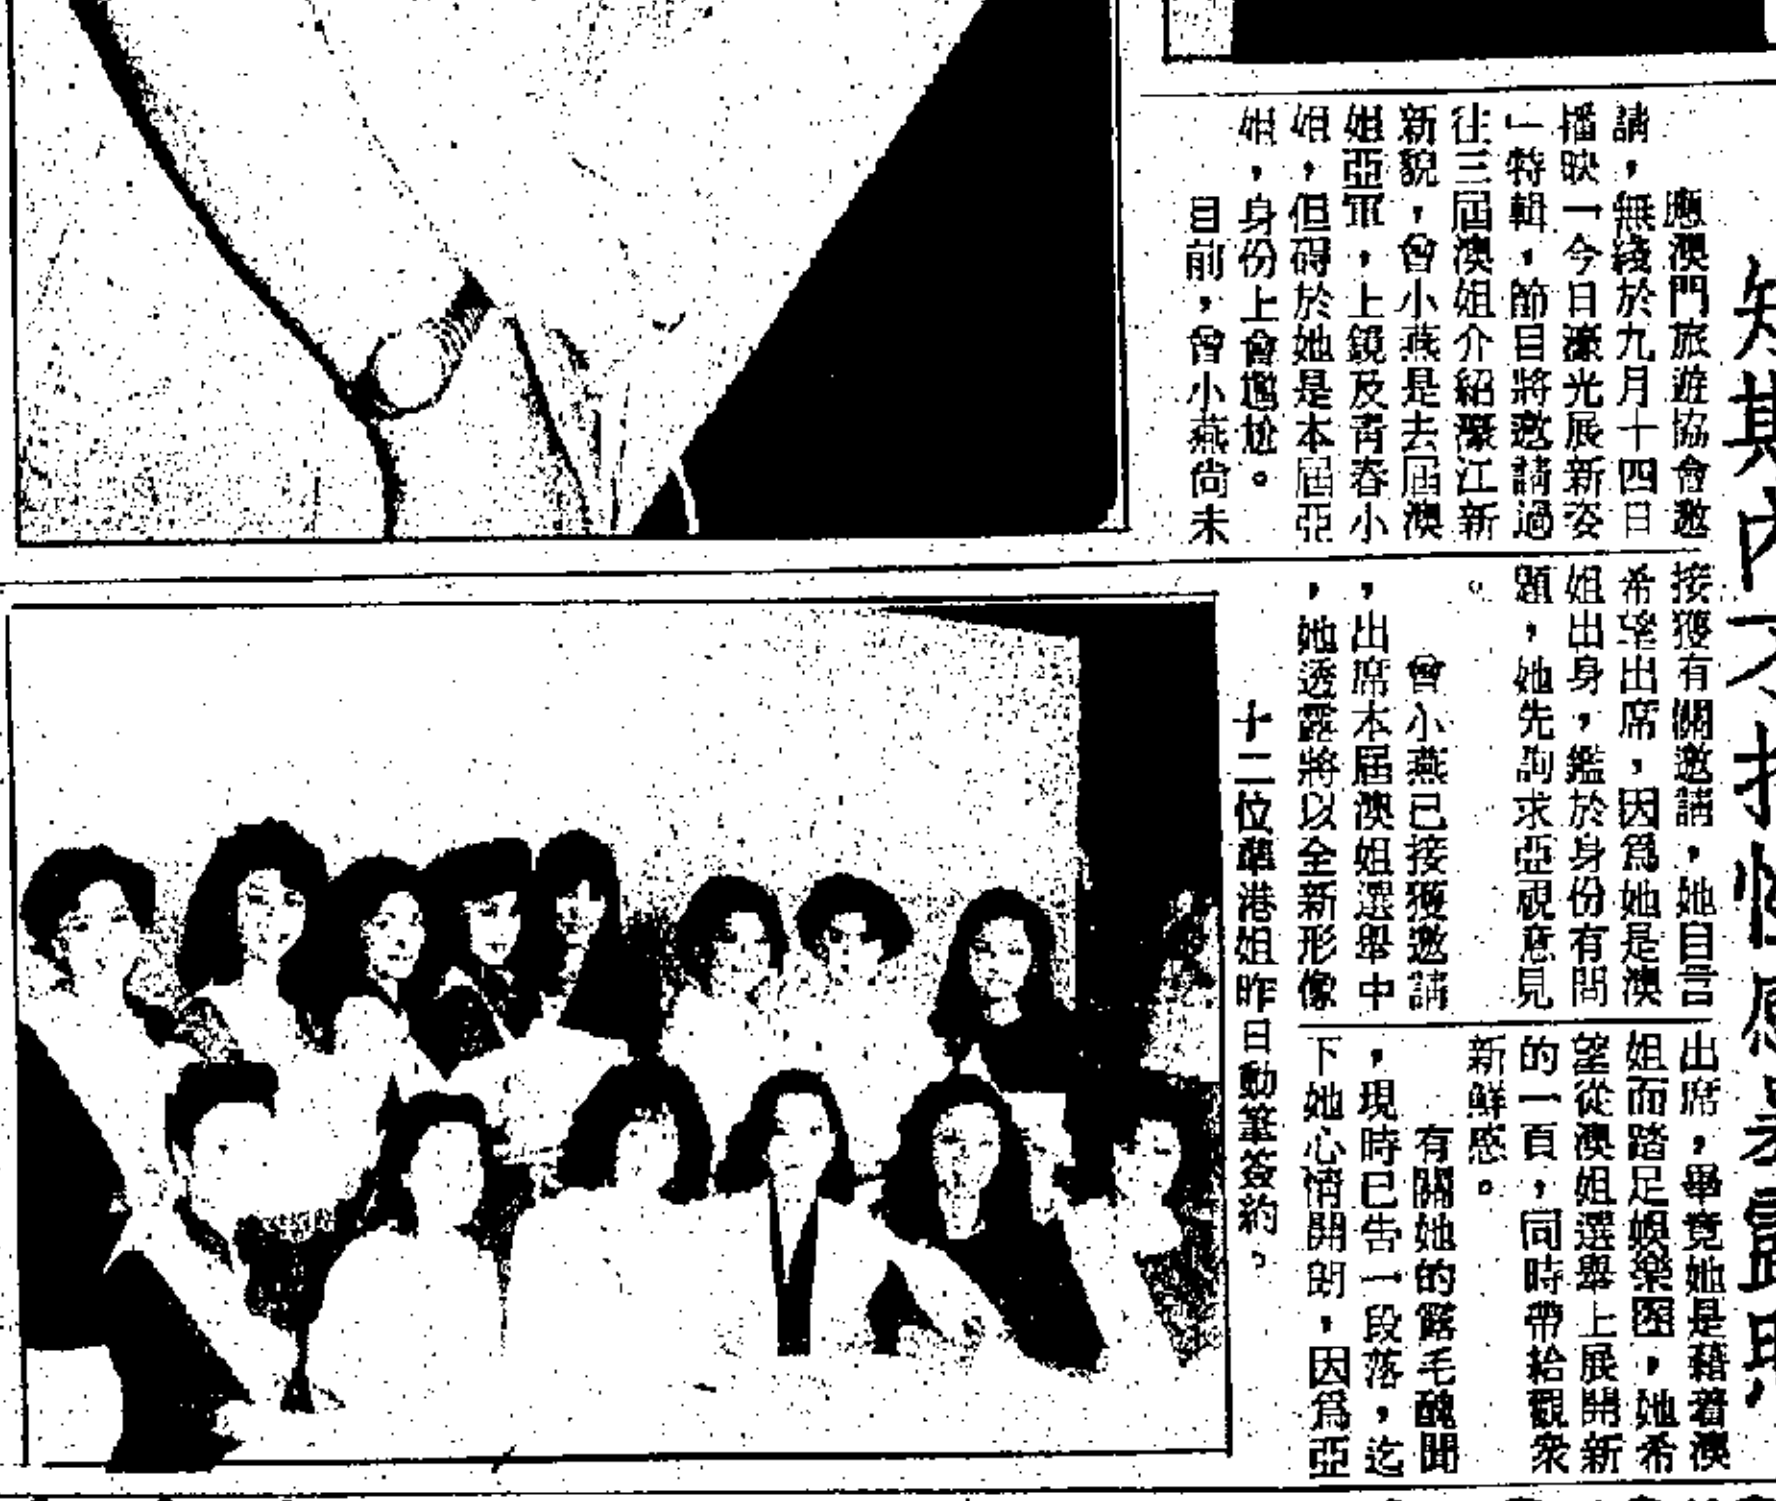 應澳門旅遊協會邀
請，無綫於九月十四日
播映「今日濠光展新姿
」特輯，節目將邀請過
往三屆澳姐介紹濠江新
新貌，曾小燕是去屆澳
姐亞軍，上鏡及青春小
姐，但碍於她是本屆亞
姐，身份上會尷尬。
目前，曾小燕尚未
接獲有關邀請，她自言
希望出席，因爲她是澳
姐出身，鑑於身份有問
題，她先詢求亞視意見
。
曾小燕已接獲邀請
，出席本屆澳姐選舉中
，她透露將以全新形像
出席，畢竟她是藉着澳
姐而踏足娛樂圈，她希
望從澳姐選舉上展開新
的一頁，同時帶給觀衆
新鮮感。
有關她的露毛醜聞
，現時已告一段落，迄
下她心情開朗，因爲亞
十二位準港姐昨日動筆簽約。